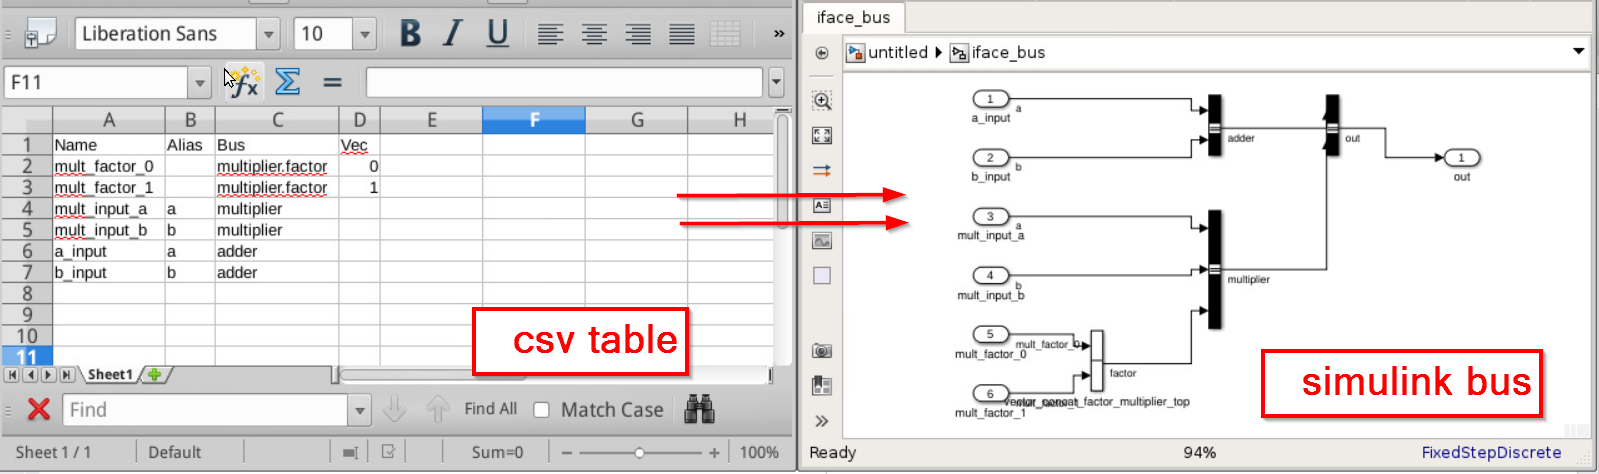 Liberation Sans 10 B I U »
F11 fx Σ =
A B C D E F G H
1 Name Alias Bus Vec
2 mult_factor_0 multiplier.factor 0
3 mult_factor_1 multiplier.factor 1
4 mult_input_a a multiplier
5 mult_input_b b multiplier
6 a_input a adder
7 b_input b adder
8
9
10
11
csv table
Sheet1
Find Find All Match Case
Sheet 1 / 1 Default Sum=0 100%
iface_bus
untitled iface_bus
1 a
a_input
adder
out
2 b
b_input
1
out
3 a
mult_input_a
4 b
mult_input_b
multiplier
5 mult_factor_0
mult_factor_0
factor
6
vector_concat_factor_multiplier_top
mult_factor_1
simulink bus
Ready 94% FixedStepDiscrete